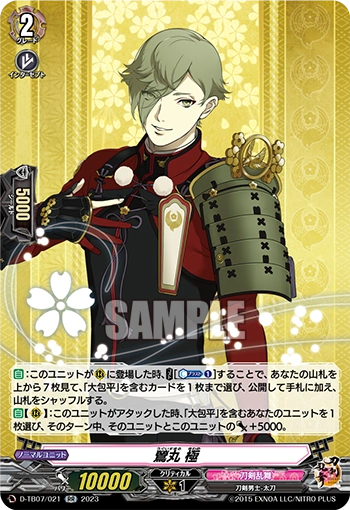 2
グレード
インターセプト
5000
シールド
SAMPLE
自:このユニットがRに登場した時、コスト[CBカウンターブラスト1]することで、あなたの山札を
上から7枚見て、「大包平」を含むカードを1枚まで選び、公開して手札に加え、
山札をシャッフルする。
自【R】:このユニットがアタックした時、「大包平」を含むあなたのユニットを1
枚選び、そのターン中、そのユニットとこのユニットのパワー+5000。
ノーマルユニット
鶯丸 極
パワー
10000
クリティカル
1
刀剣乱舞
刀剣男士・太刀
D-TB07/021 RR 2023
©2015 EXNOA LLC/NITRO PLUS